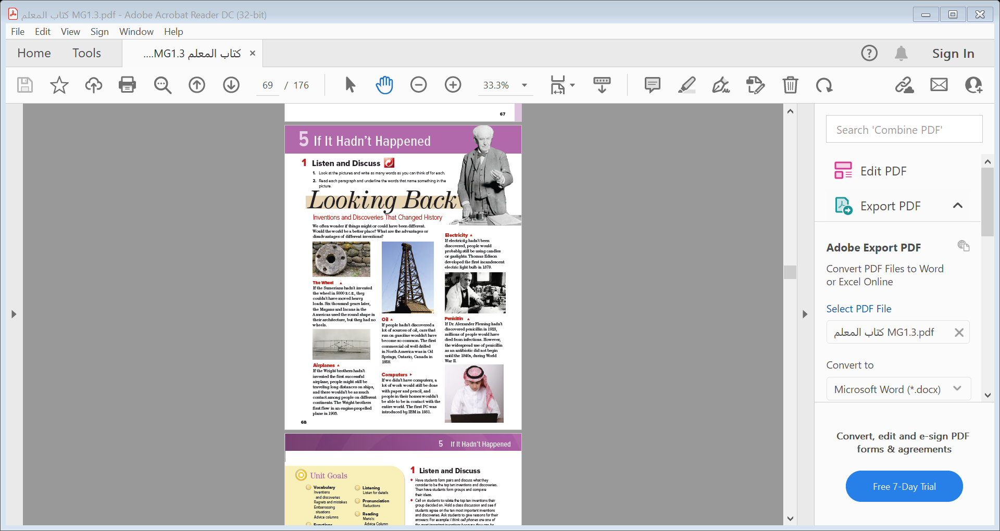 كتاب المعلم MG1.3.pdf - Adobe Acrobat Reader DC (32-bit)
File Edit View Sign Window Help
Home Tools كتاب المعلم MG1.3.... × Sign In
69 / 176 33.3%
67
5 If It Hadn't Happened
1 Listen and Discuss
1. Look at the pictures and write as many words as you can think of for each.
2. Read each paragraph and underline the words that name something in the
picture.
Looking Back
Inventions and Discoveries That Changed History
We often wonder if things might or could have been different.
Would the world be a better place? What are the advantages or
disadvantages of different inventions?
The Wheel
If the Sumerians hadn't invented
the wheel in 5000 B.C.E., they
couldn't have moved heavy
loads. Six thousand years later,
the Mayans and Incans in the
Americas used the round shape in
their architecture, but they had no
wheels.
Airplanes
If the Wright brothers hadn't
invented the first successful
airplane, people might still be
traveling long distances on ships,
and there wouldn't be as much
contact among people on different
continents. The Wright brothers
first flew in an engine-propelled
plane in 1903.
Oil
If people hadn't discovered a
lot of sources of oil, cars that
run on gasoline wouldn't have
become so common. The first
commercial oil well drilled
in North America was in Oil
Springs, Ontario, Canada in
1858.
Computers
If we didn't have computers, a
lot of work would still be done
with paper and pencil, and
people in their homes wouldn't
be able to be in contact with the
entire world. The first PC was
introduced by IBM in 1981.
Electricity
If electricity hadn't been
discovered, people would
probably still be using candles
or gaslights. Thomas Edison
developed the first incandescent
electric light bulb in 1879.
Penicillin
If Dr. Alexander Fleming hadn't
discovered penicillin in 1928,
millions of people would have
died from infections. However,
the widespread use of penicillin
as an antibiotic did not begin
until the 1940s, during World
War II.
68
5 If It Hadn't Happened
Unit Goals
Vocabulary
Inventions
and discoveries
Regrets and mistakes
Embarrassing
situations
Advice columns
Functions
Listening
Listen for details
Pronunciation
Reductions
Reading
Mario's:
Advice Column
1 Listen and Discuss
Have students form pairs and discuss what they
consider to be the top ten inventions and discoveries.
Then have students form groups and compare
their ideas.
Call on students to relate the top ten inventions their
group decided on. Hold a class discussion and see if
students agree on the ten most important inventions
and discoveries. Ask students to give reasons for their
answers: For example: I think cell phones are one of
the most important inventions because they can be
Search 'Combine PDF'
Edit PDF
Export PDF
Adobe Export PDF
Convert PDF Files to Word
or Excel Online
Select PDF File
كتاب المعلم MG1.3.pdf
Convert to
Microsoft Word (*.docx)
Convert, edit and e-sign PDF
forms & agreements
Free 7-Day Trial